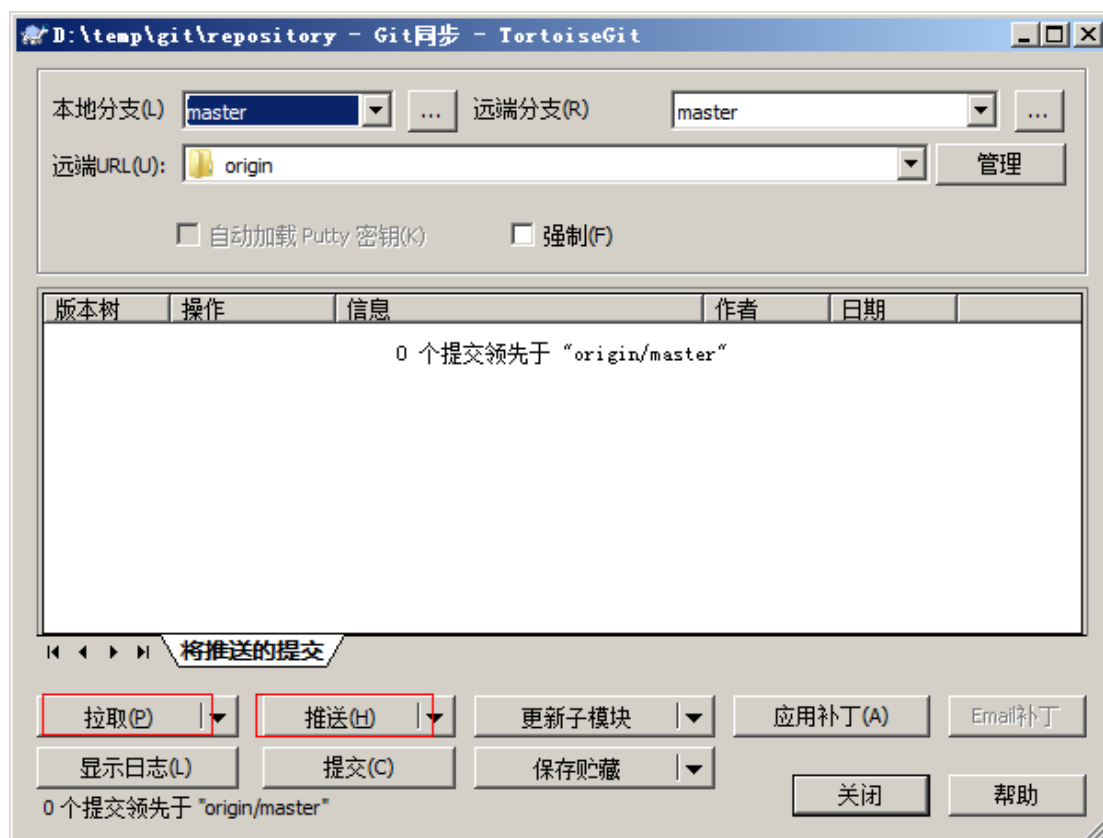 D:\temp\git\repository - Git同步 - TortoiseGit
本地分支(L) master ... 远端分支(R) master ...
远端URL(U): origin 管理
自动加载 Putty 密钥(K) 强制(F)
版本树 操作 信息 作者 日期
0 个提交领先于 “origin/master”
将推送的提交
拉取(P) 推送(H) 更新子模块 应用补丁(A) Email补丁
显示日志(L) 提交(C) 保存贮藏
关闭 帮助
0 个提交领先于 "origin/master"